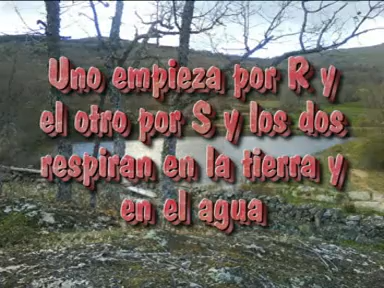 Uno empieza por R y
el otro por S y los dos
respiran en la tierra y
en el agua